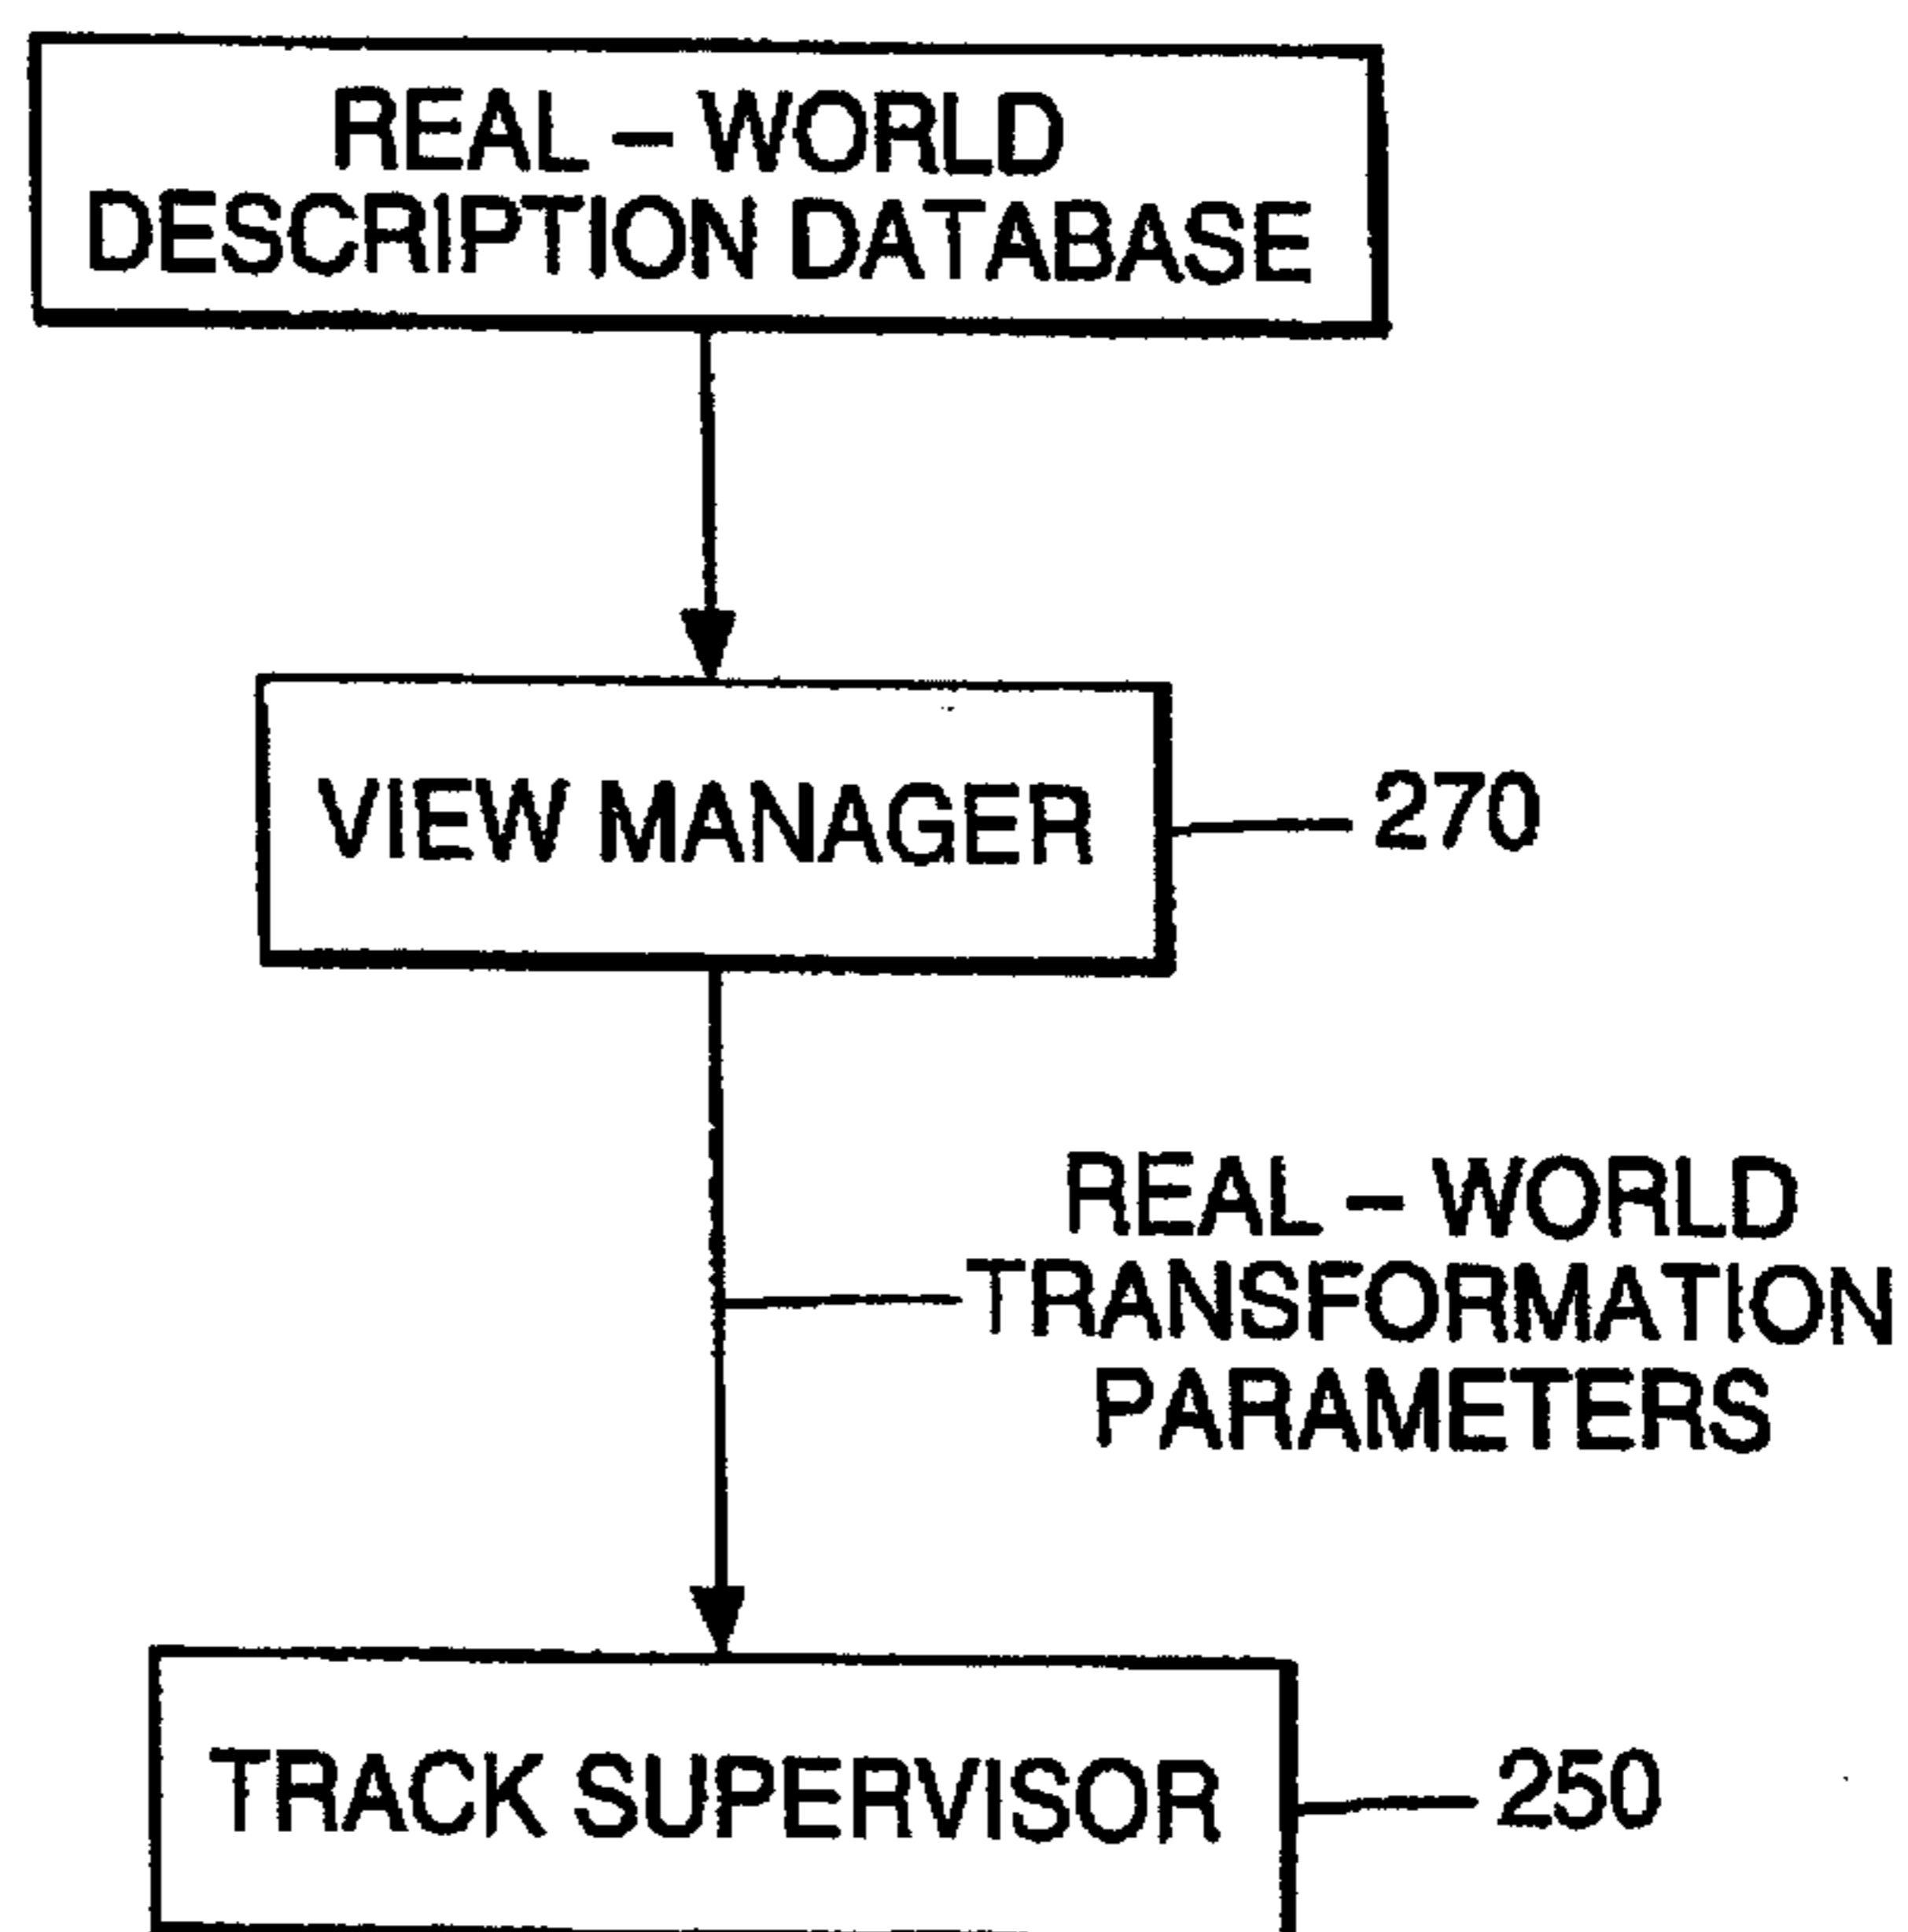 REAL – WORLD
DESCRIPTION DATABASE
VIEW MANAGER
270
REAL – WORLD
TRANSFORMATION
PARAMETERS
TRACK SUPERVISOR
250